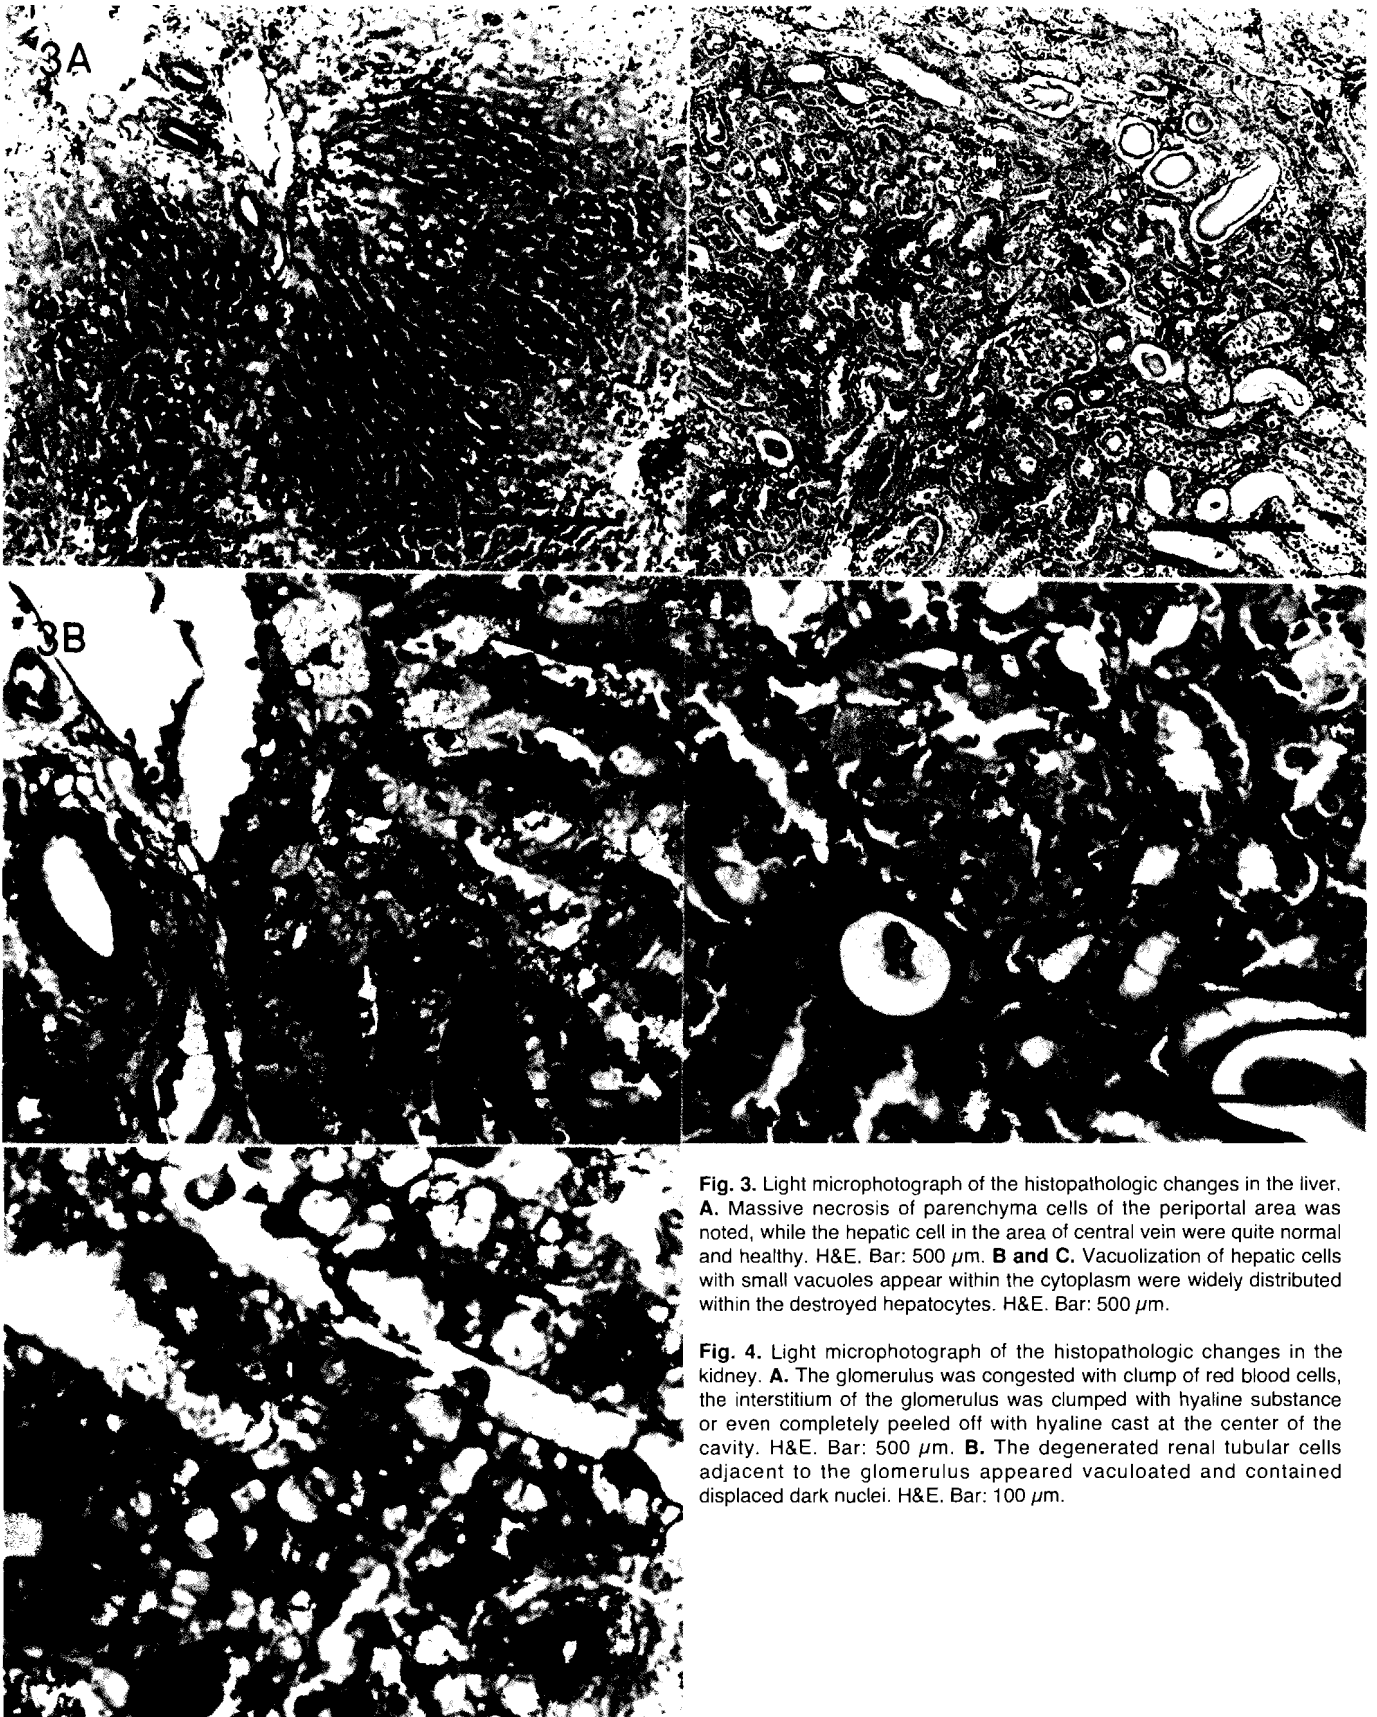 3A
3B
Fig. 3. Light microphotograph of the histopathologic changes in the liver.
A. Massive necrosis of parenchyma cells of the periportal area was
noted, while the hepatic cell in the area of central vein were quite normal
and healthy. H&E. Bar: 500 μm. B and C. Vacuolization of hepatic cells
with small vacuoles appear within the cytoplasm were widely distributed
within the destroyed hepatocytes. H&E. Bar: 500 μm.
Fig. 4. Light microphotograph of the histopathologic changes in the
kidney. A. The glomerulus was congested with clump of red blood cells,
the interstitium of the glomerulus was clumped with hyaline substance
or even completely peeled off with hyaline cast at the center of the
cavity. H&E. Bar: 500 μm. B. The degenerated renal tubular cells
adjacent to the glomerulus appeared vaculoated and contained
displaced dark nuclei. H&E. Bar: 100 μm.